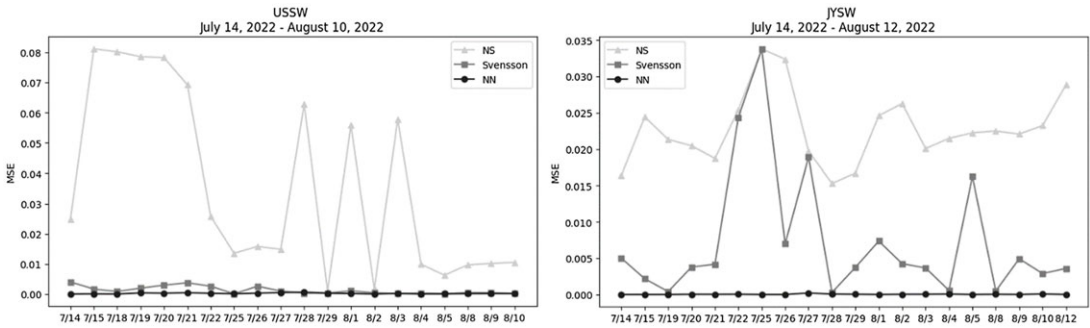 USSW
July 14, 2022 - August 10, 2022
MSE
0.08
0.07
0.06
0.05
0.04
0.03
0.02
0.01
0.00
NS
Svensson
NN
7/14 7/15 7/18 7/19 7/20 7/21 7/22 7/25 7/26 7/27 7/28 7/29 8/1 8/2 8/3 8/4 8/5 8/8 8/9 8/10
JYSW
July 14, 2022 - August 12, 2022
MSE
0.035
0.030
0.025
0.020
0.015
0.010
0.005
0.000
NS
Svensson
NN
7/14 7/15 7/19 7/20 7/21 7/22 7/25 7/26 7/27 7/28 7/29 8/1 8/2 8/3 8/4 8/5 8/8 8/9 8/10 8/12